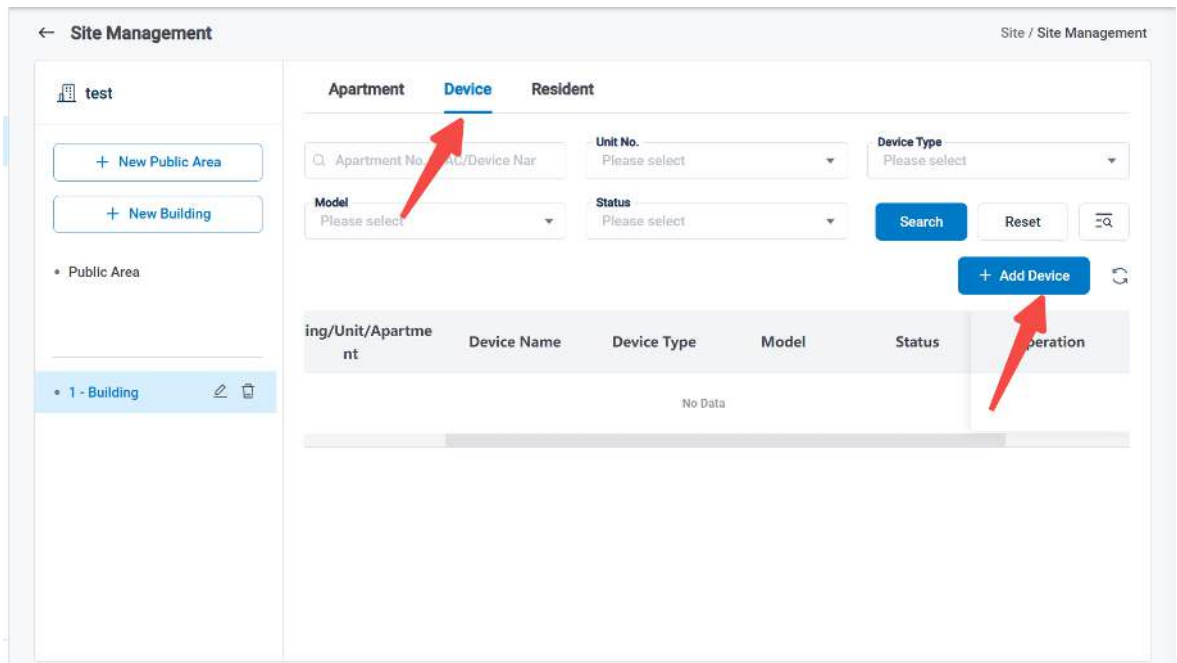 ← Site Management
Site / Site Management
test
Apartment Device Resident
+ New Public Area
+ New Building
• Public Area
• 1 - Building
Apartment No. AC/Device Nar
Unit No.
Please select
Device Type
Please select
Model
Please select
Status
Please select
Search Reset
+ Add Device
ing/Unit/Apartme
nt
Device Name Device Type Model Status peration
No Data